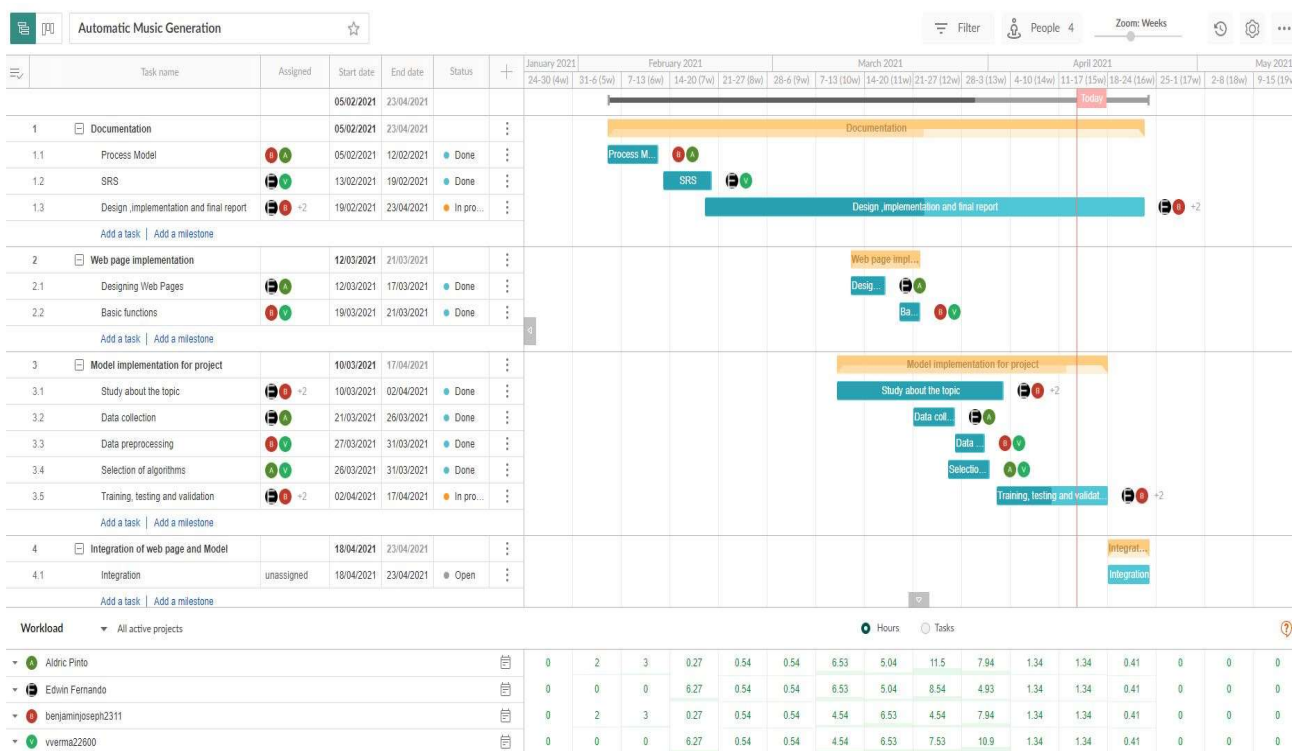 Automatic Music Generation Filter People 4 Zoom: Weeks
January 2021 February 2021 March 2021 April 2021 May 2021
Task name Assigned Start date End date Status
24-30 (4w) 31-6 (5w) 7-13 (6w) 14-20 (7w) 21-27 (8w) 28-6 (9w) 7-13 (10w) 14-20 (11w) 21-27 (12w) 28-3 (13w) 4-10 (14w) 11-17 (15w) 18-24 (16w) 25-1 (17w) 2-8 (18w) 9-15 (19w
05/02/2021 23/04/2021 Today
1 Documentation 05/02/2021 23/04/2021 Documentation
1.1 Process Model B A 05/02/2021 12/02/2021 Done Process M... B A
1.2 SRS V 13/02/2021 19/02/2021 Done SRS V
1.3 Design ,implementation and final report B +2 19/02/2021 23/04/2021 In pro... Design ,implementation and final report B +2
Add a task | Add a milestone
2 Web page implementation 12/03/2021 21/03/2021 Web page impl...
2.1 Designing Web Pages A 12/03/2021 17/03/2021 Done Desig... A
2.2 Basic functions B V 19/03/2021 21/03/2021 Done Ba... B V
Add a task | Add a milestone
3 Model implementation for project 10/03/2021 17/04/2021 Model implementation for project
3.1 Study about the topic B +2 10/03/2021 02/04/2021 Done Study about the topic B +2
3.2 Data collection A 21/03/2021 26/03/2021 Done Data coll... A
3.3 Data preprocessing B V 27/03/2021 31/03/2021 Done Data ... B V
3.4 Selection of algorithms A V 26/03/2021 31/03/2021 Done Selectio... A V
3.5 Training, testing and validation B +2 02/04/2021 17/04/2021 In pro... Training, testing and validat... B +2
Add a task | Add a milestone
4 Integration of web page and Model 18/04/2021 23/04/2021 Integrat...
4.1 Integration unassigned 18/04/2021 23/04/2021 Open Integration
Add a task | Add a milestone
Workload All active projects Hours Tasks ?
A Aldric Pinto 0 2 3 0.27 0.54 0.54 6.53 5.04 11.5 7.94 1.34 1.34 0.41 0 0 0
Edwin Fernando 0 0 0 6.27 0.54 0.54 6.53 5.04 8.54 4.93 1.34 1.34 0.41 0 0 0
B benjaminjoseph2311 0 2 3 0.27 0.54 0.54 4.54 6.53 4.54 7.94 1.34 1.34 0.41 0 0 0
V vverma22600 0 0 0 6.27 0.54 0.54 4.54 6.53 7.53 10.9 1.34 1.34 0.41 0 0 0